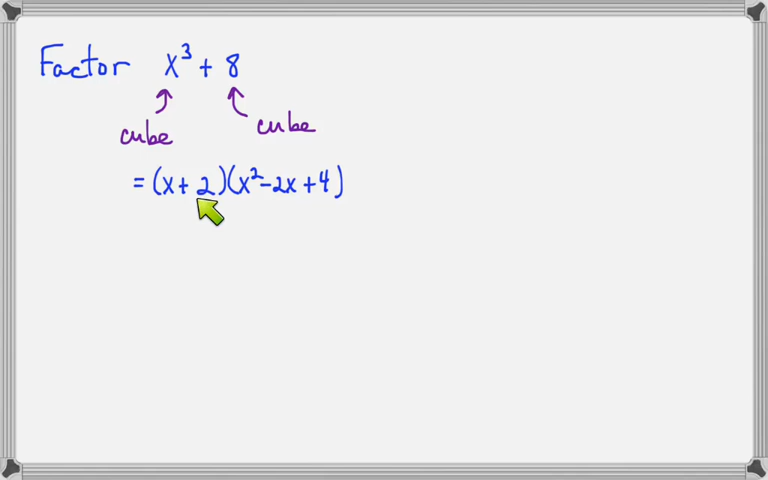 Factor x³ + 8
cube cube
= (x + 2)(x² - 2x + 4)